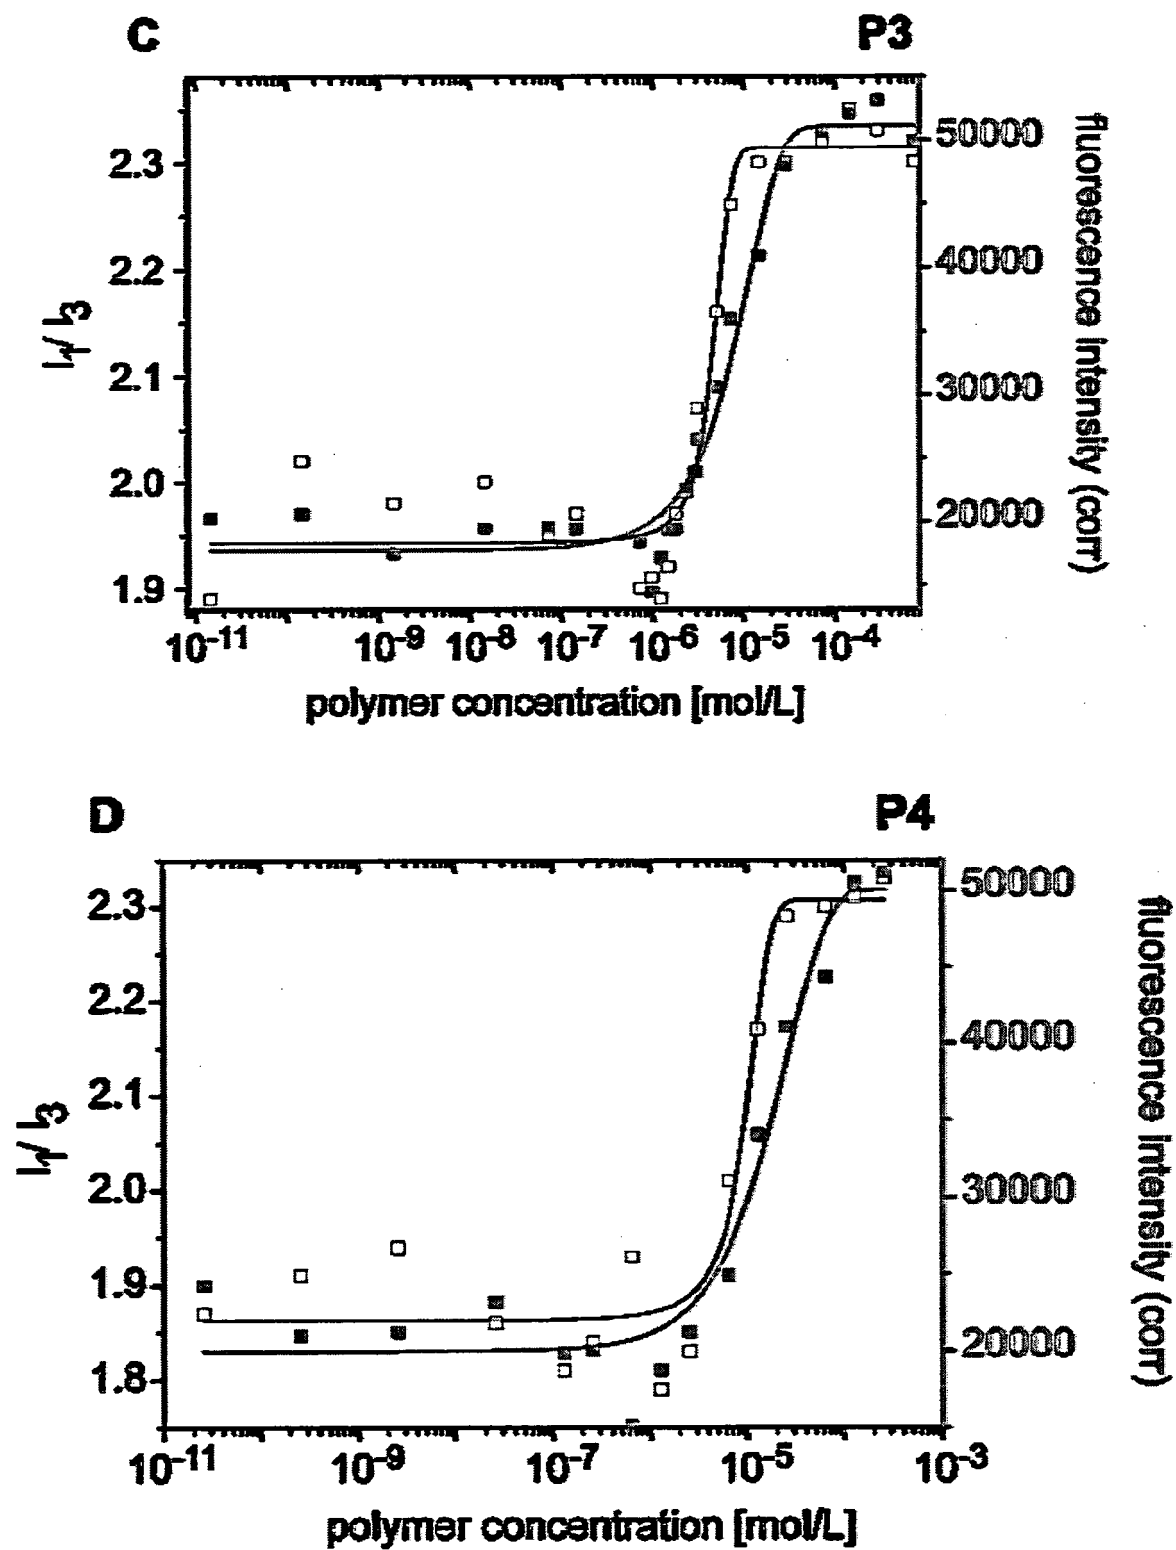 C P3
2.3
2.2
2.1
2.0
1.9
I1/ I3
50000
40000
30000
20000
fluorescence intensity (corr)
10-11 10-9 10-8 10-7 10-6 10-5 10-4
polymer concentration [mol/L]
D P4
2.3
2.2
2.1
2.0
1.9
1.8
I1/ I3
50000
40000
30000
20000
fluorescence intensity (corr)
10-11 10-9 10-7 10-5 10-3
polymer concentration [mol/L]